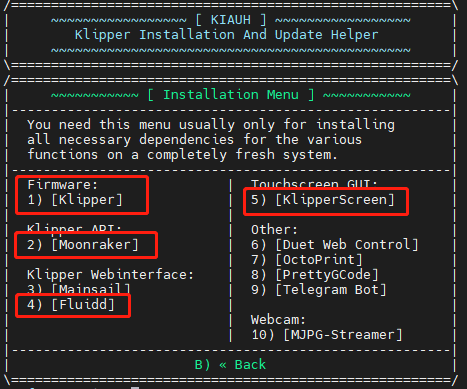 /=======================================================\
| ~~~~~~~~~~~~~~~~~ [ KIAUH ] ~~~~~~~~~~~~~~~~~ |
| Klipper Installation And Update Helper |
| ~~~~~~~~~~~~~~~~~~~~~~~~~~~~~~~~~~~~~~~~~~~~~ |
\=======================================================/
/=======================================================\
| ~~~~~~~~~~~ [ Installation Menu ] ~~~~~~~~~~~ |
|-------------------------------------------------------|
| You need this menu usually only for installing |
| all necessary dependencies for the various |
| functions on a completely fresh system. |
|-------------------------------------------------------|
| Firmware: | Touchscreen GUI: |
| 1) [Klipper] | 5) [KlipperScreen] |
| Klipper API: | Other: |
| 2) [Moonraker] | 6) [Duet Web Control] |
| | 7) [OctoPrint] |
| Klipper Webinterface: | 8) [PrettyGCode] |
| 3) [Mainsail] | 9) [Telegram Bot] |
| 4) [Fluidd] | |
| | Webcam: |
| | 10) [MJPG-Streamer] |
|-------------------------------------------------------|
| B) « Back |
\=======================================================/